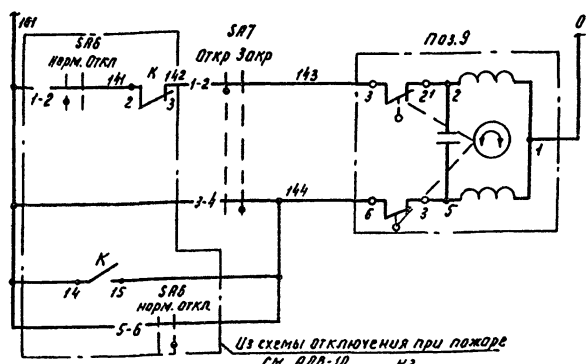 161
0
SA6
Норм. Откл
SA7
Откр Закр
Поз. 9
1-2
141
2
К
3
142
1-2
143
3
21
2
1
3-4
144
6
3
5
К
14
15
SA6
Норм. Откл
5-6
Из схемы отключения при пожаре